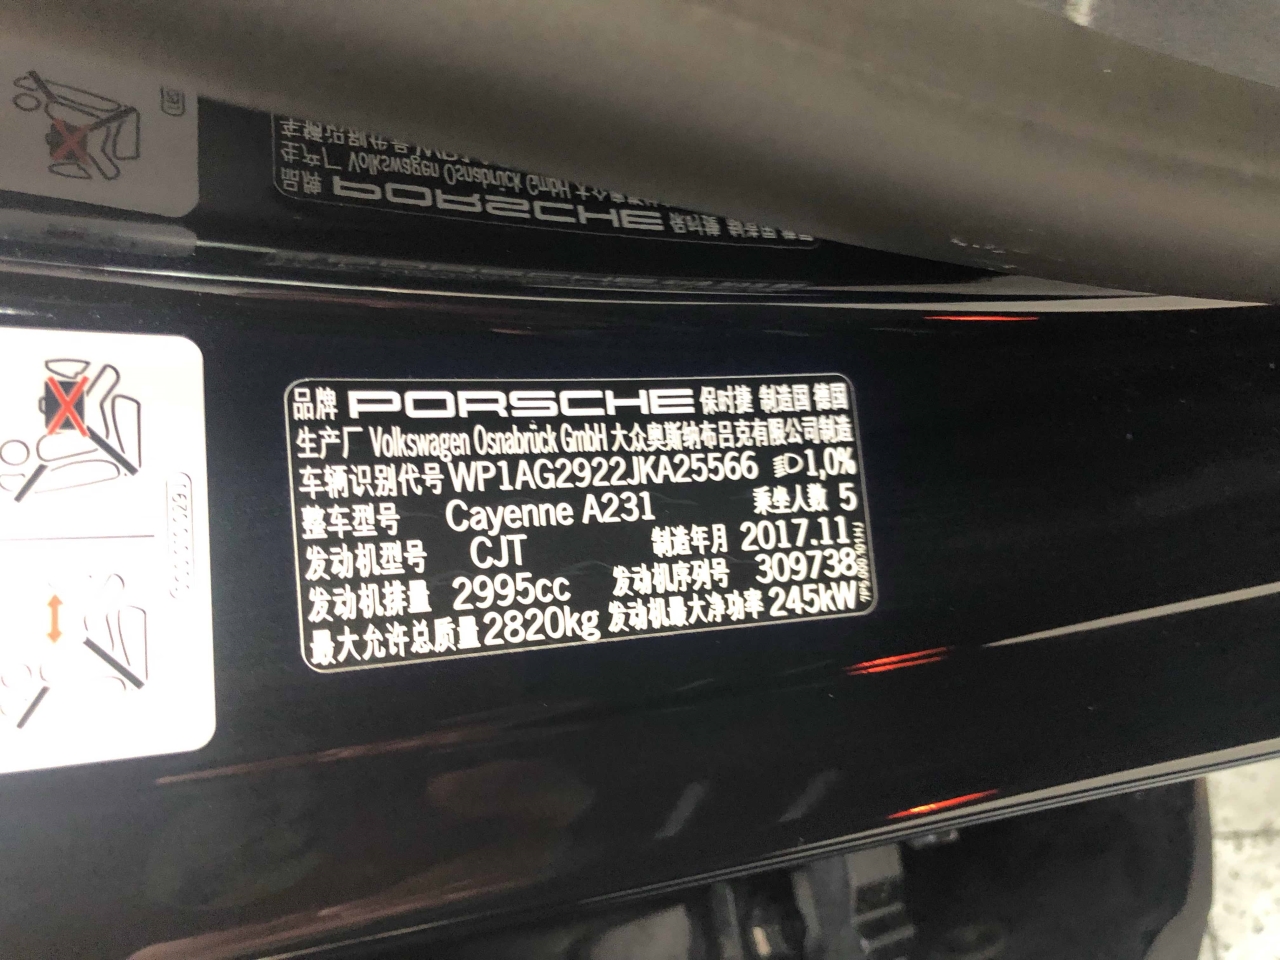 品牌 PORSCHE 保时捷 制造国 德国
生产厂 Volkswagen Osnabrück GmbH 大众奥斯纳布吕克有限公司制造
车辆识别代号 WP1AG2922JKA25566 1,0%
整车型号 Cayenne A231 乘坐人数 5
发动机型号 CJT 制造年月 2017.11
发动机排量 2995cc 发动机序列号 309738
最大允许总质量 2820kg 发动机最大净功率 245kW